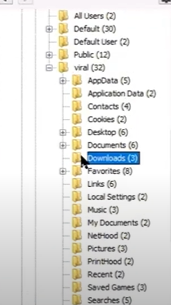 All Users (2)
Default (30)
Default User (2)
Public (12)
viral (32)
AppData (5)
Application Data (2)
Contacts (4)
Cookies (2)
Desktop (6)
Documents (6)
Downloads (3)
Favorites (8)
Links (6)
Local Settings (2)
Music (3)
My Documents (2)
NetHood (2)
Pictures (3)
PrintHood (2)
Recent (2)
Saved Games (3)
Searches (5)